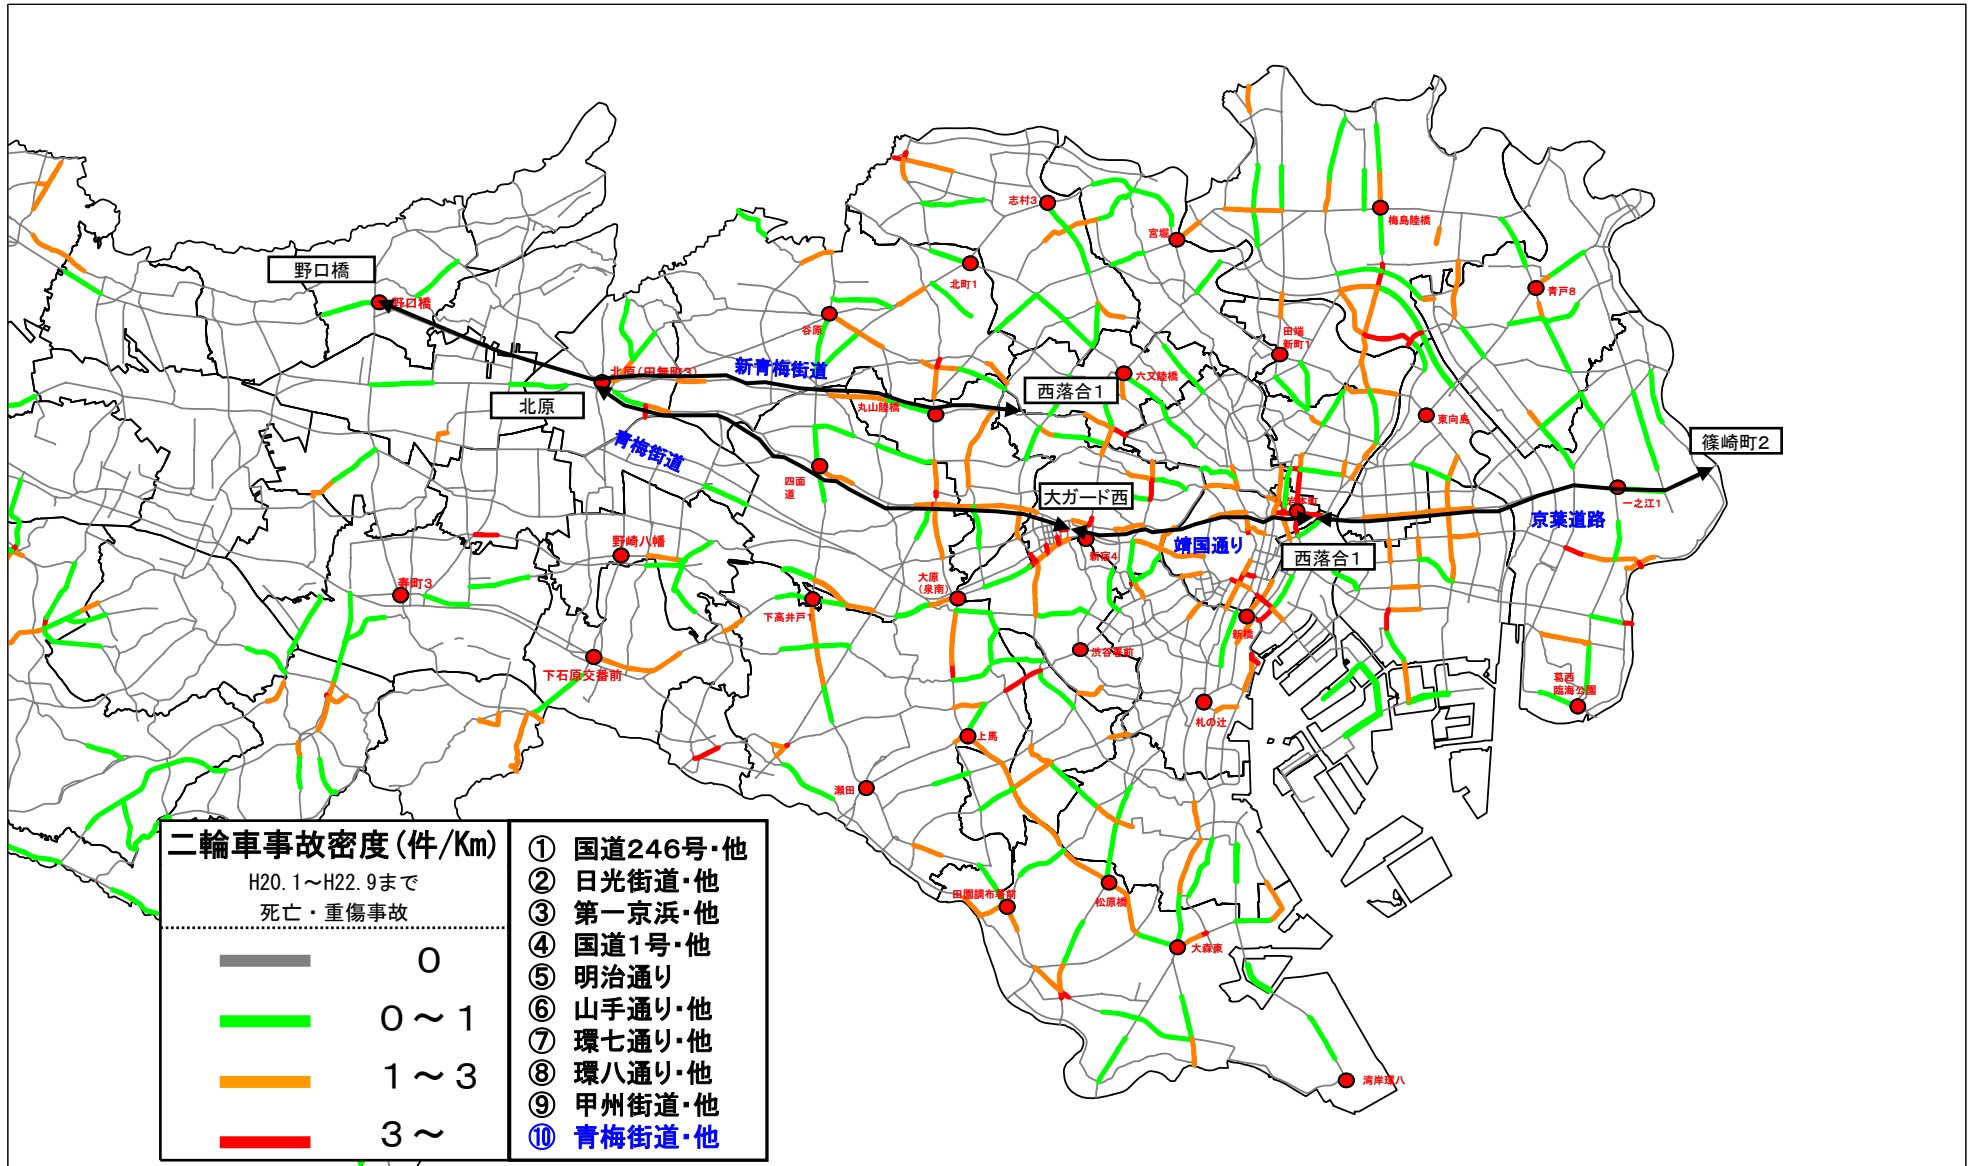 志村3
宮堀
梅島陸橋
野口橋
野口橋
北町1
青戸8
谷原
田端
新町1
新青梅街道
北原(田無町3)
六又陸橋
西落合1
北原
丸山陸橋
東向島
篠崎町2
青梅街道
四面
道
大ガード西
岩本町
一之江1
京葉道路
靖国通り
新宿4
西落合1
野崎八幡
寿町3
大原
(泉南)
下高井戸1
新橋
渋谷署前
下石原交番前
葛西
臨海公園
札の辻
上馬
瀬田
田園調布署前
松原橋
大森東
湾岸環八
二輪車事故密度(件/Km)
H20.1～H22.9まで
死亡・重傷事故
0
0～1
1～3
3～
① 国道246号・他
② 日光街道・他
③ 第一京浜・他
④ 国道1号・他
⑤ 明治通り
⑥ 山手通り・他
⑦ 環七通り・他
⑧ 環八通り・他
⑨ 甲州街道・他
⑩ 青梅街道・他